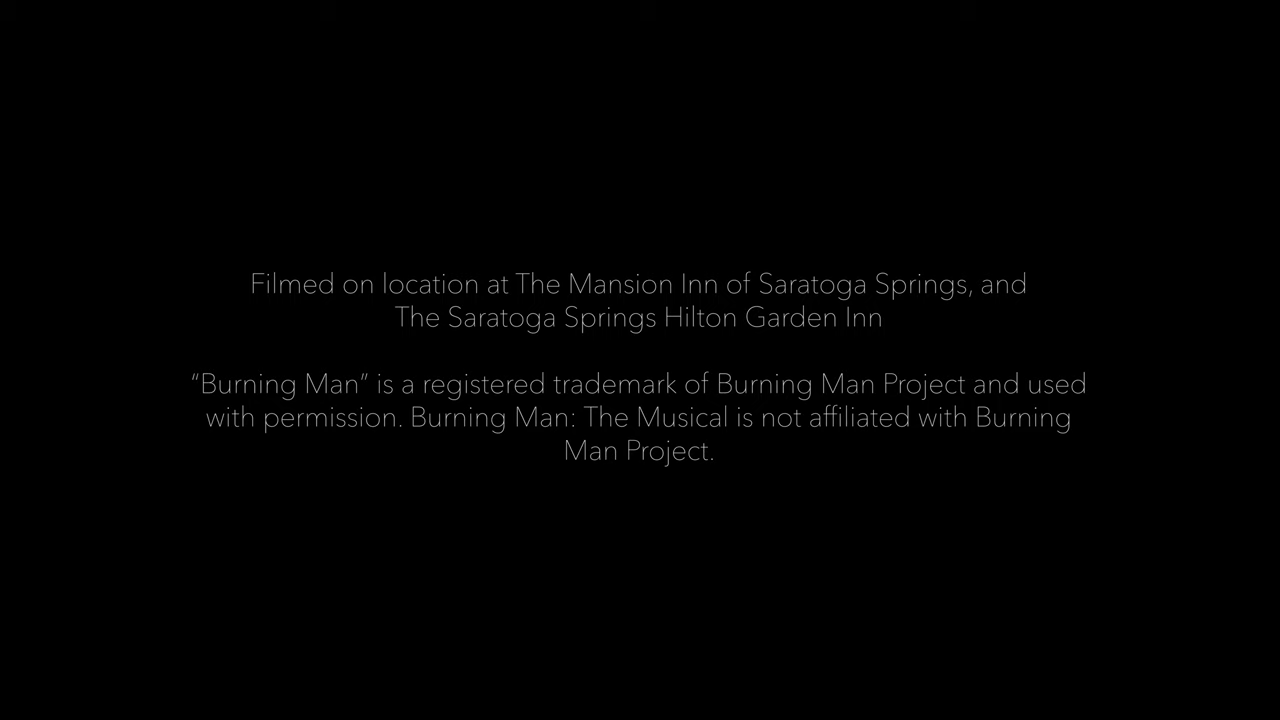 Filmed on location at The Mansion Inn of Saratoga Springs, and
The Saratoga Springs Hilton Garden Inn
“Burning Man” is a registered trademark of Burning Man Project and used
with permission. Burning Man: The Musical is not affiliated with Burning
Man Project.